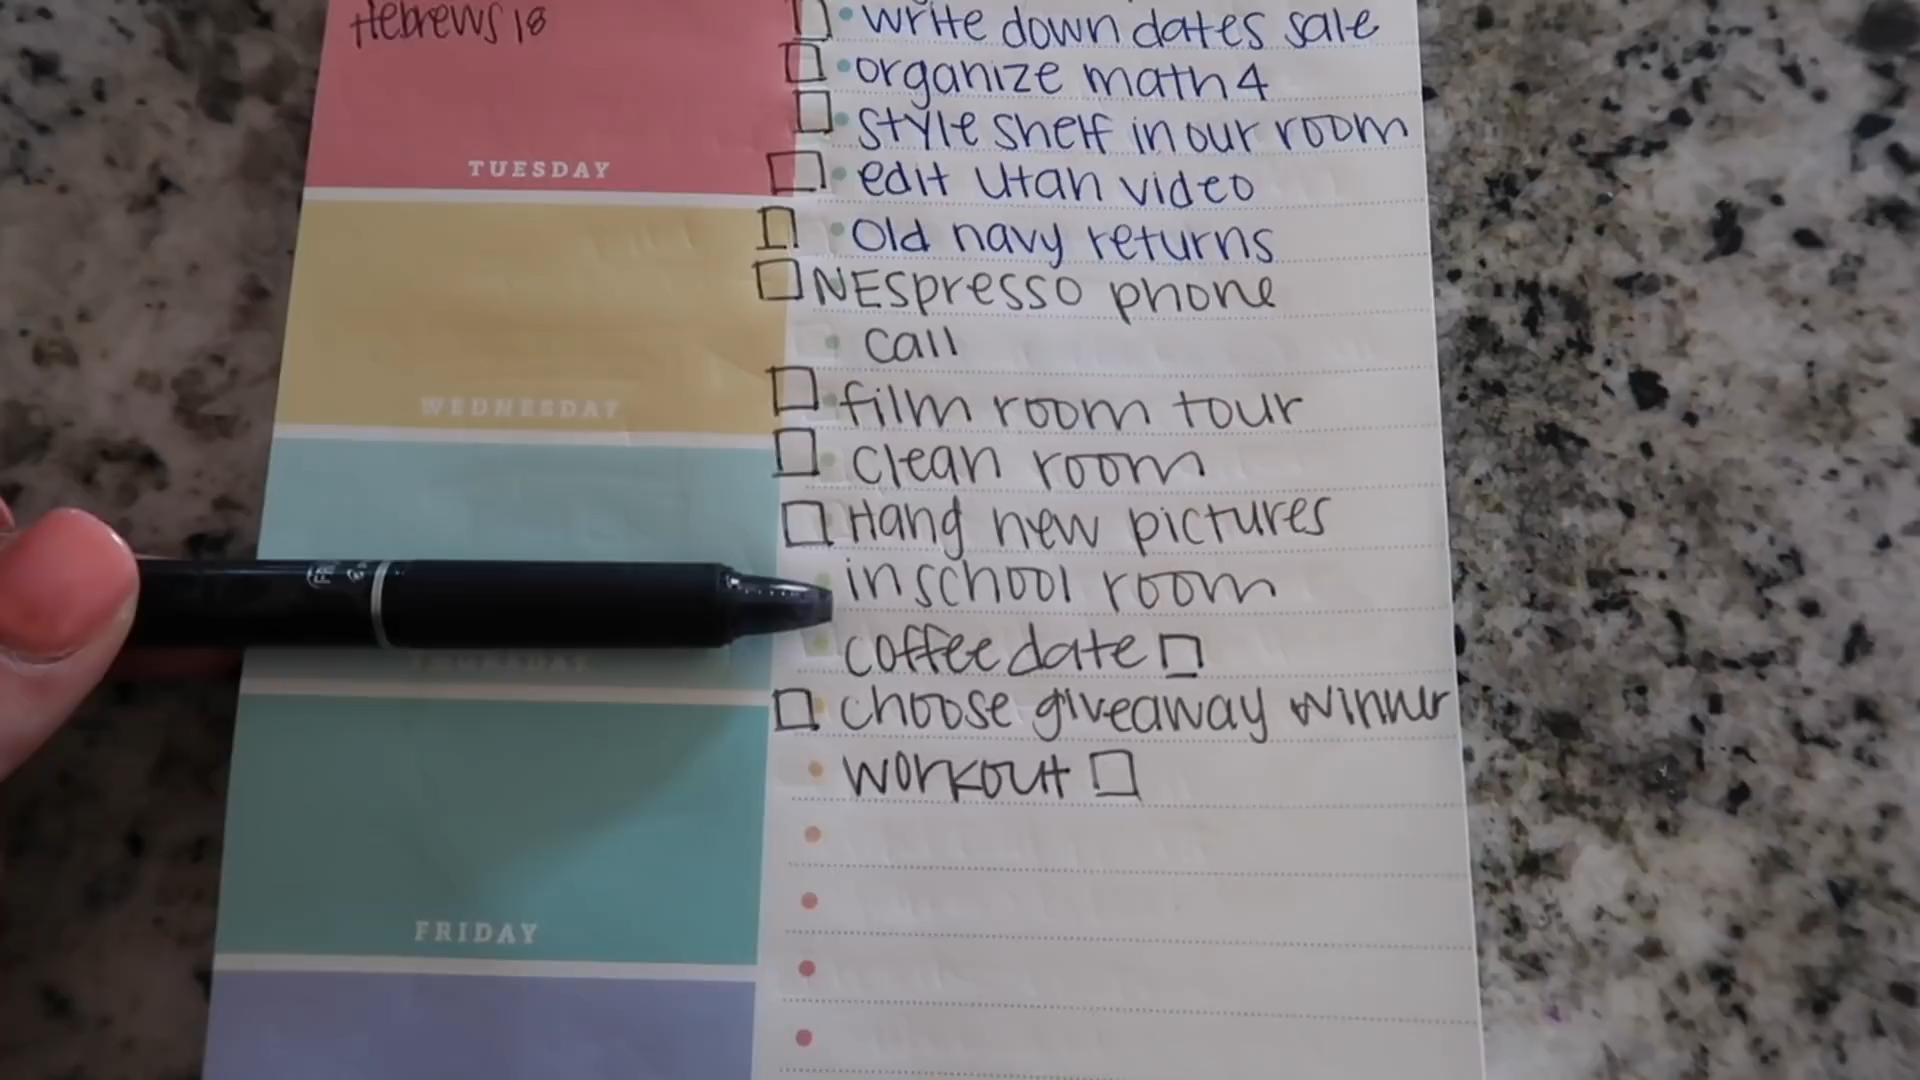 Hebrews 18
TUESDAY
WEDNESDAY
THURSDAY
FRIDAY
write down dates sale
organize math 4
style shelf in our room
edit Utah video
old navy returns
NEspresso phone
call
film room tour
clean room
Hang new pictures
in school room
coffee date
choose giveaway winner
workout